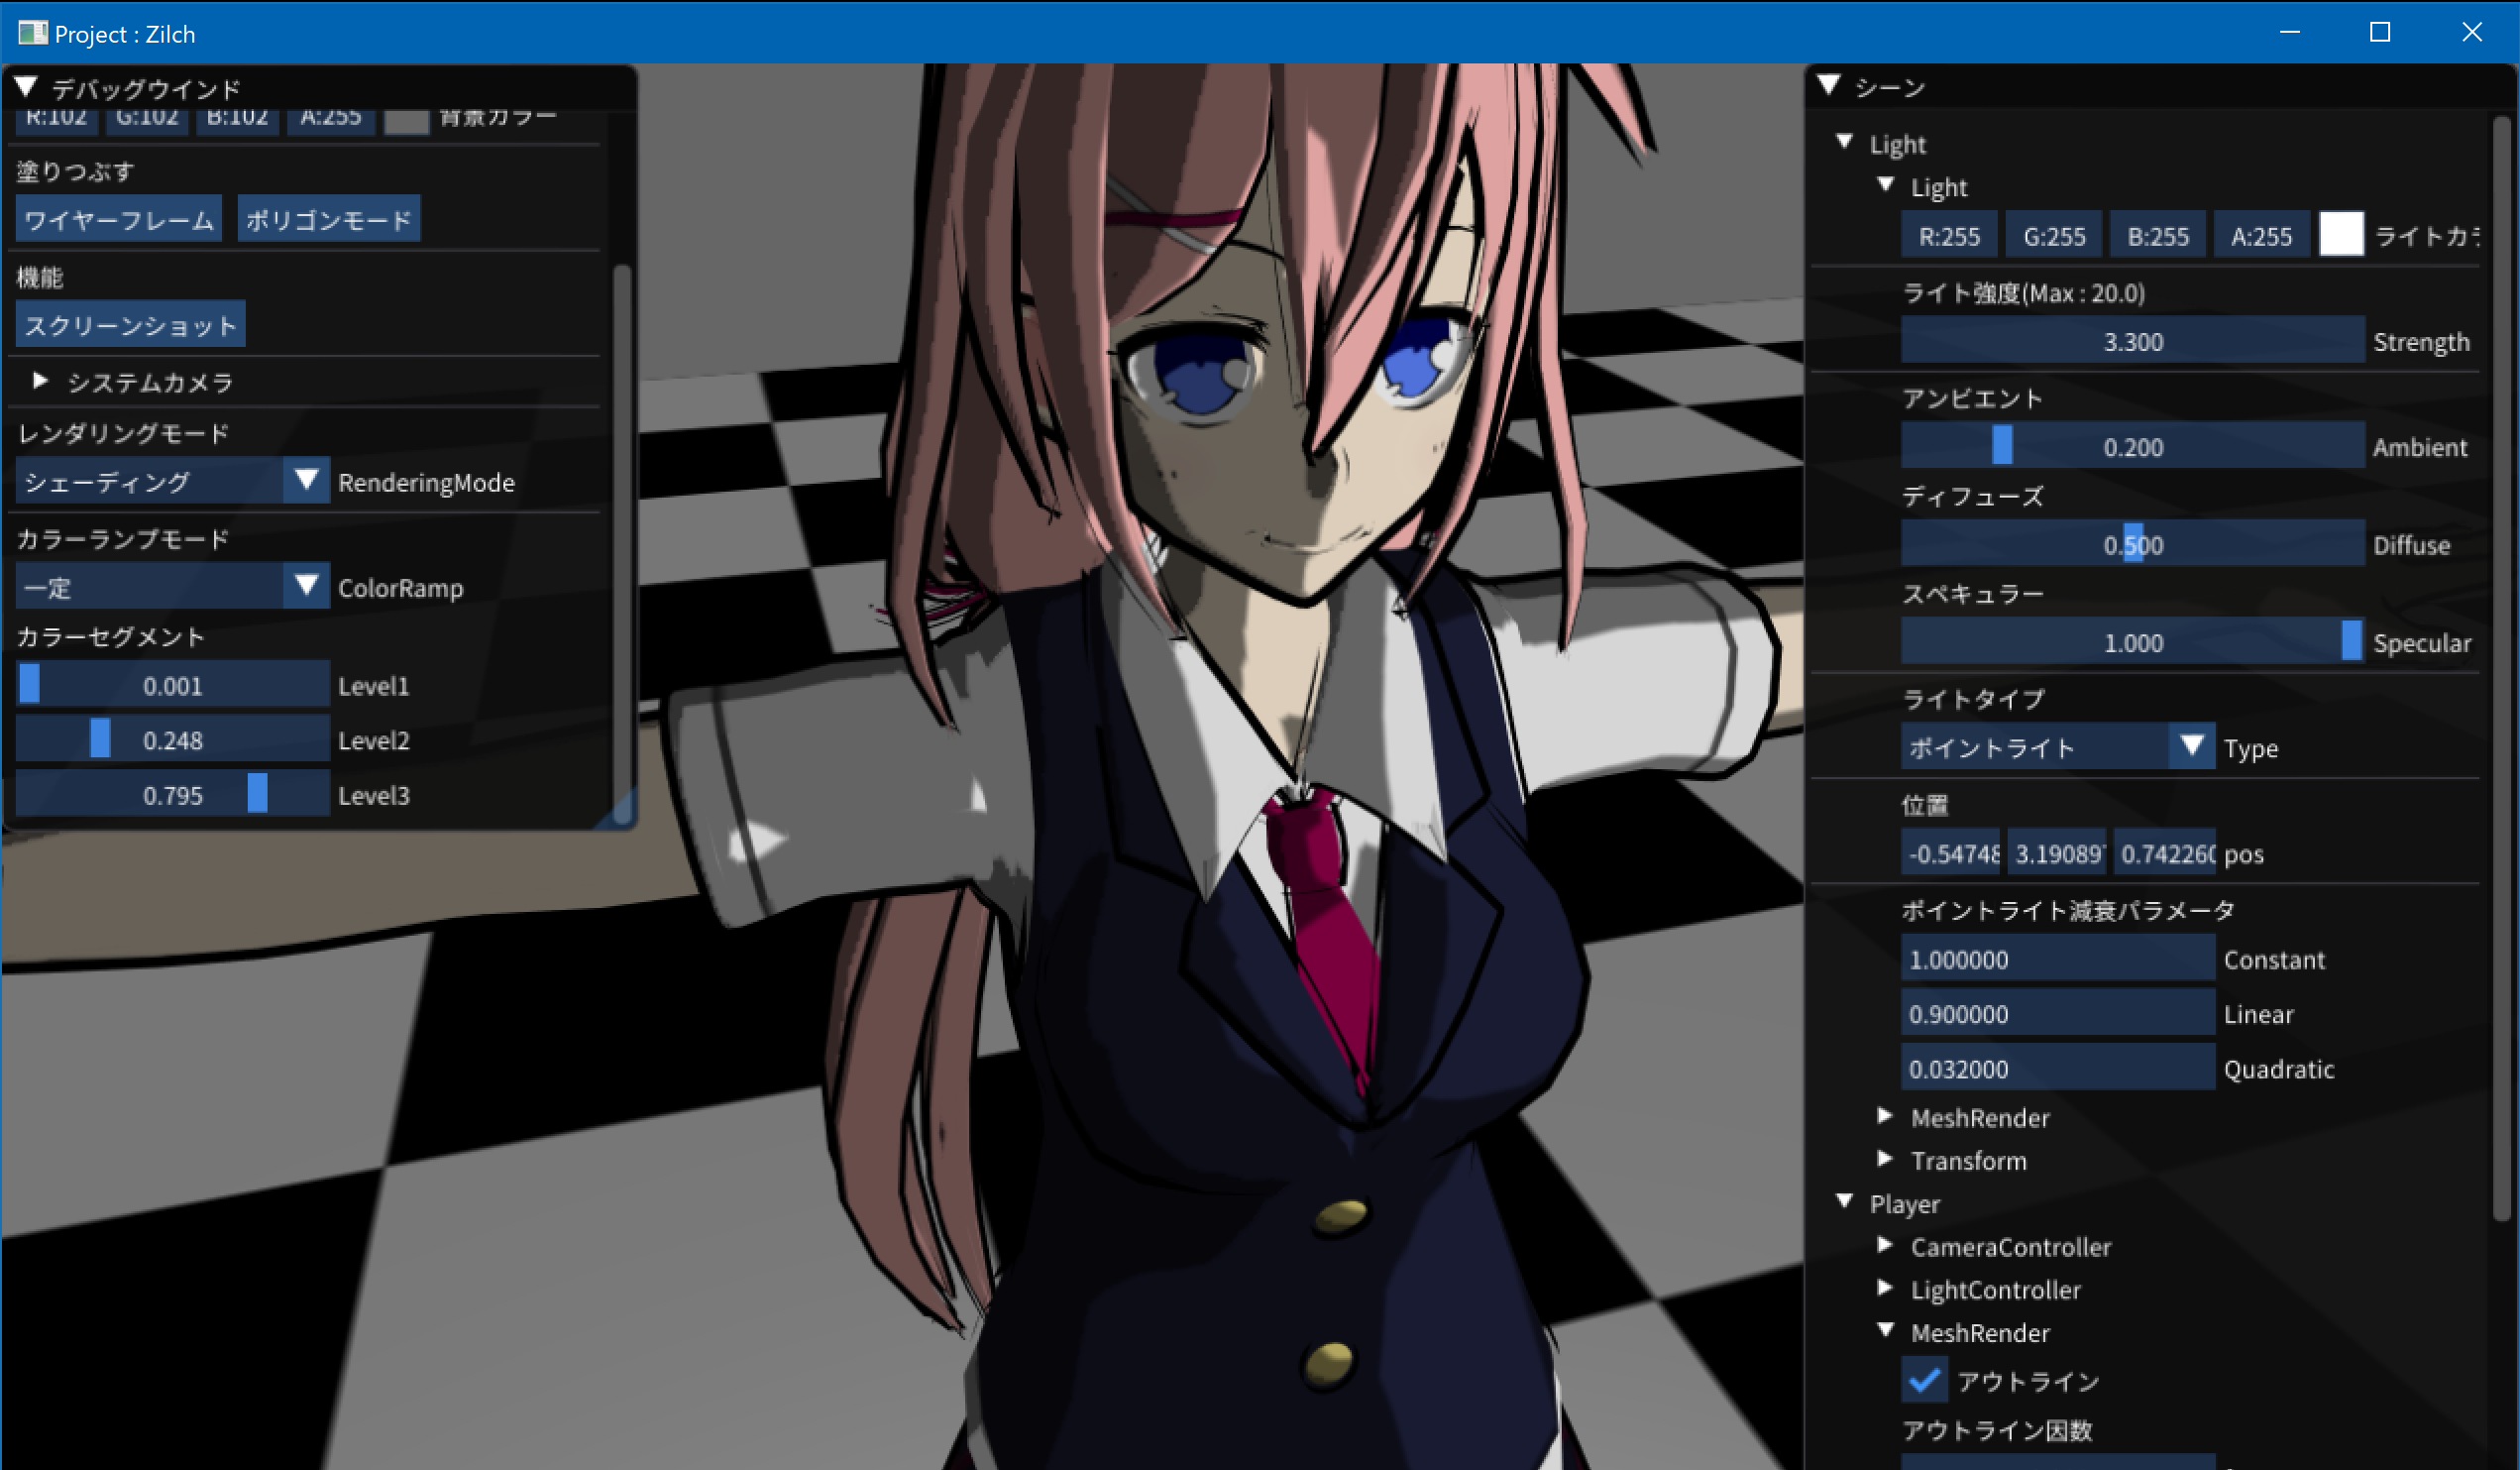 Project : Zilch
デバッグウインド
R:102 G:102 B:102 A:255 背景カラー
塗りつぶす
ワイヤーフレーム ポリゴンモード
機能
スクリーンショット
システムカメラ
レンダリングモード
シェーディング RenderingMode
カラーランプモード
一定 ColorRamp
カラーセグメント
0.001 Level1
0.248 Level2
0.795 Level3
シーン
Light
Light
R:255 G:255 B:255 A:255 ライトカラ
ライト強度(Max : 20.0)
3.300 Strength
アンビエント
0.200 Ambient
ディフューズ
0.500 Diffuse
スペキュラー
1.000 Specular
ライトタイプ
ポイントライト Type
位置
-0.54748 3.19089 0.742260 pos
ポイントライト減衰パラメータ
1.000000 Constant
0.900000 Linear
0.032000 Quadratic
MeshRender
Transform
Player
CameraController
LightController
MeshRender
アウトライン
アウトライン因数